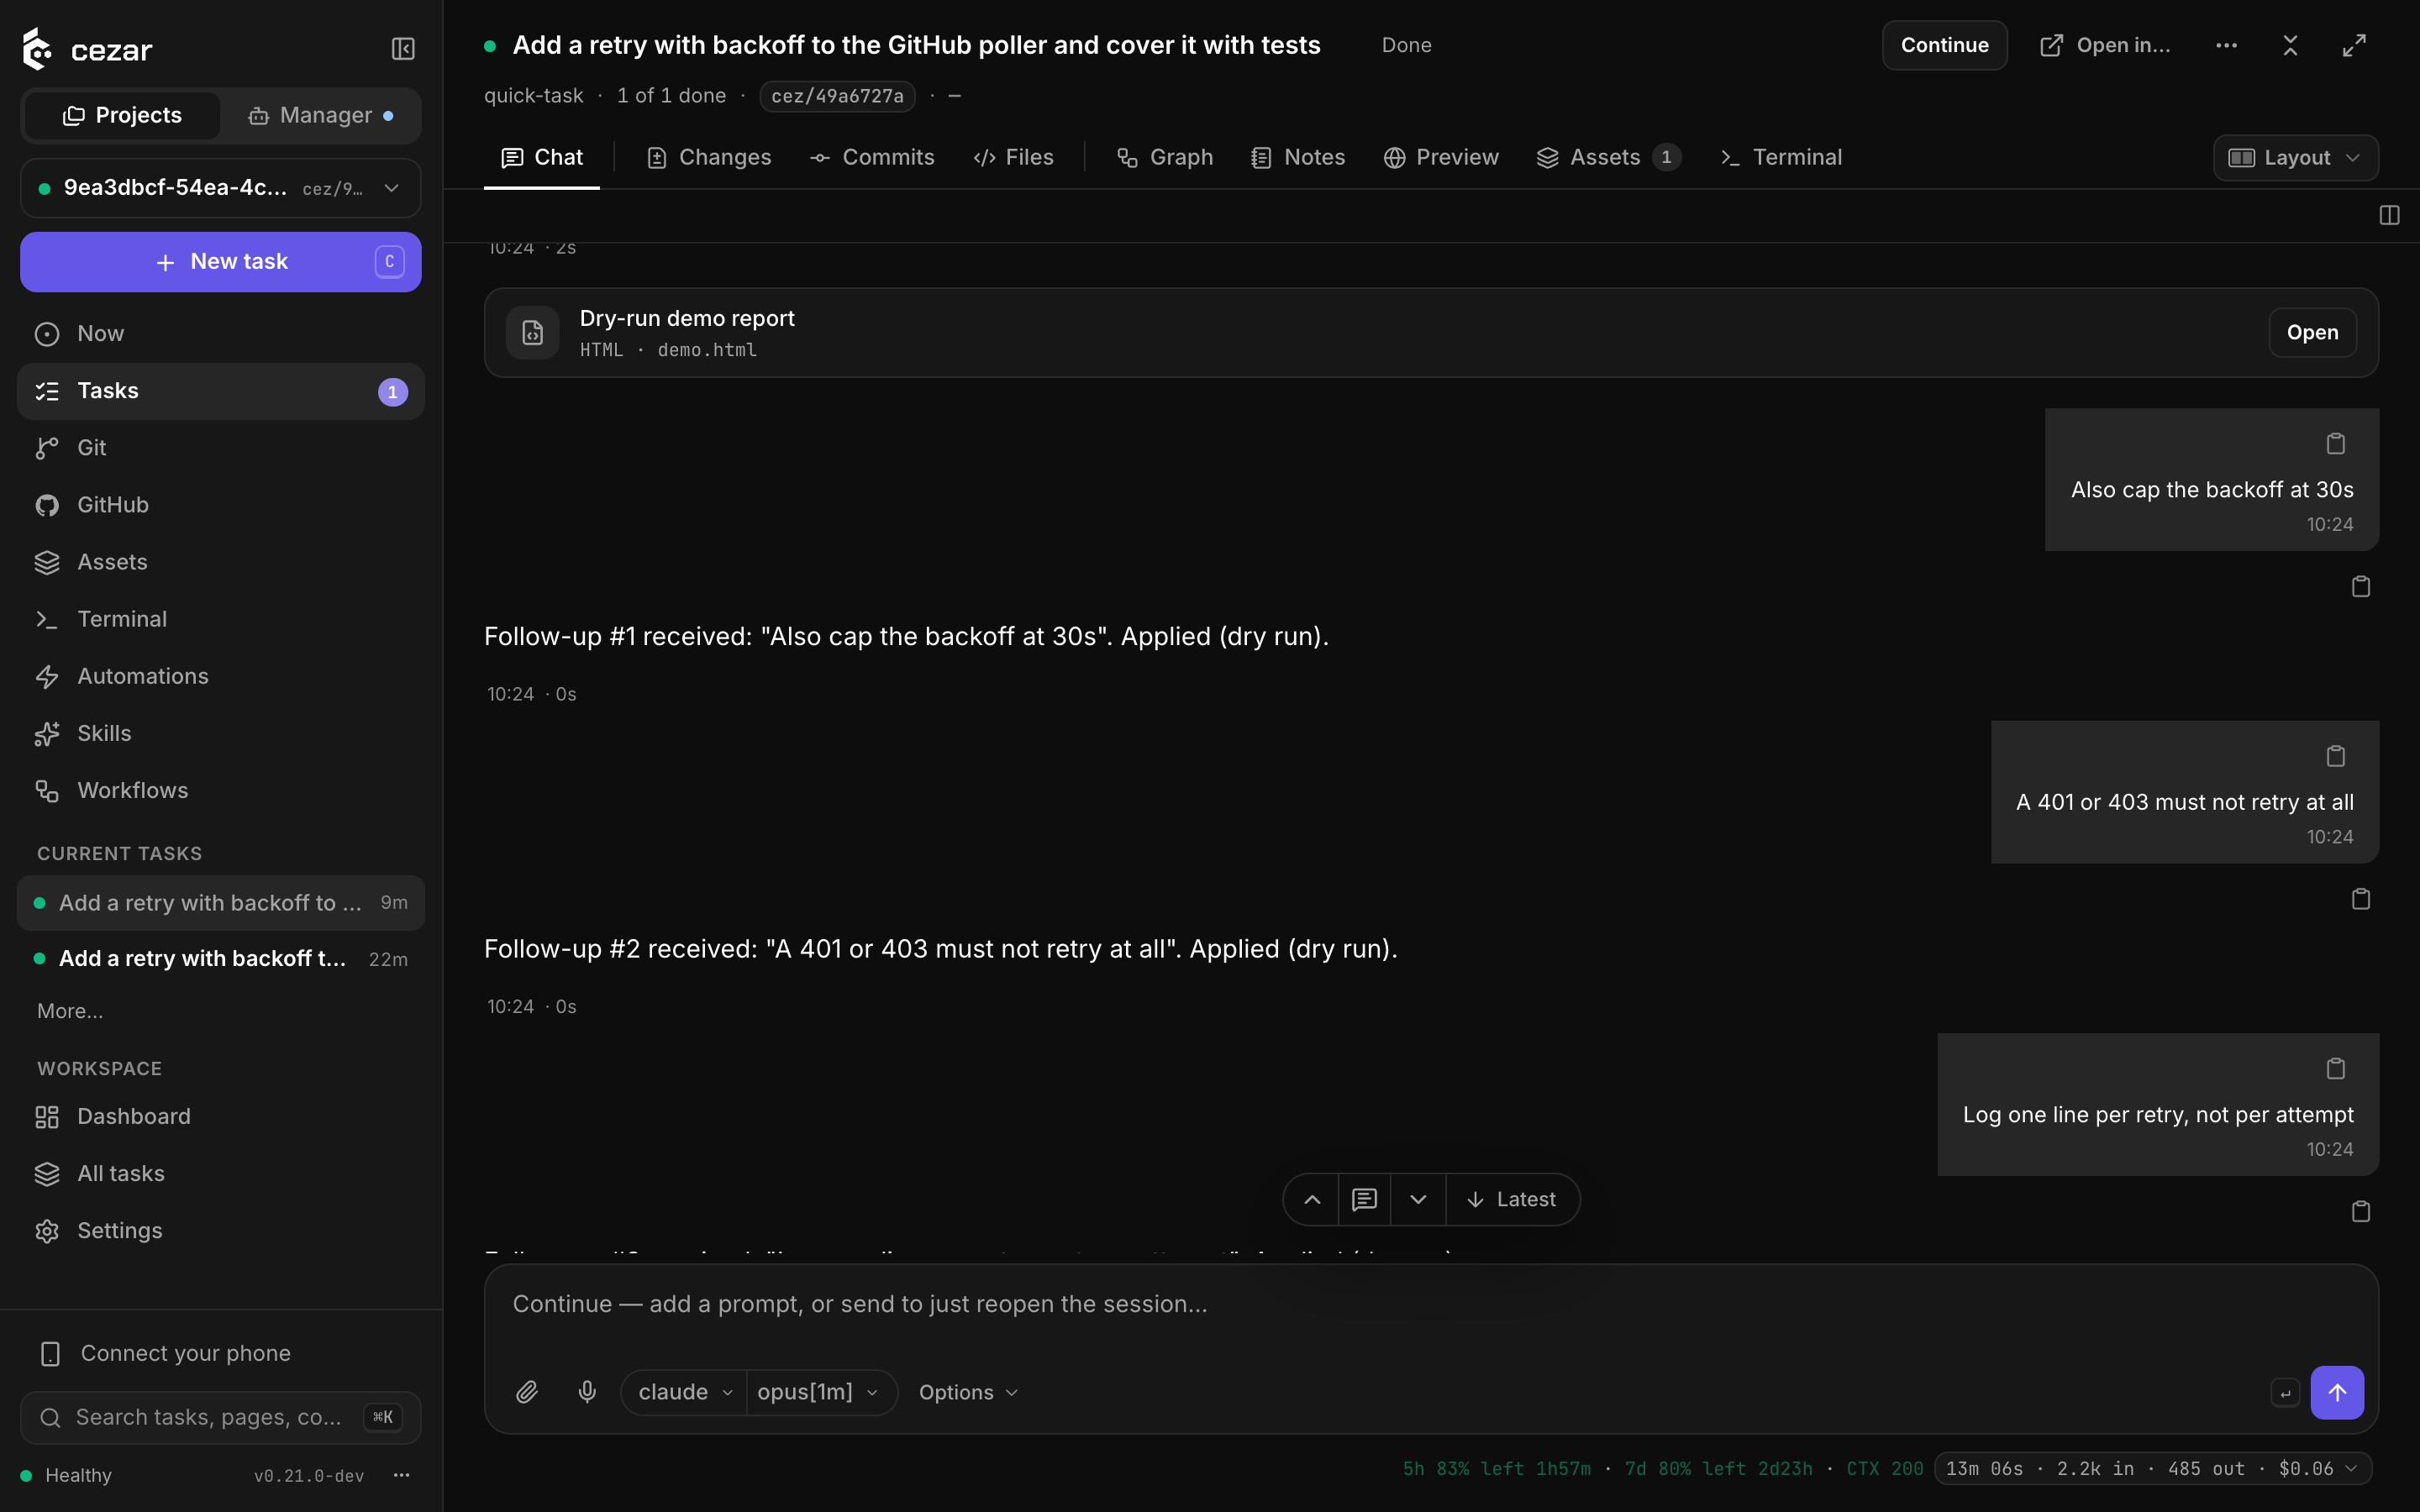 cezar
Projects
Manager
9ea3dbcf-54ea-4c... cez/9...
New task C
Now
Tasks 1
Git
GitHub
Assets
Terminal
Automations
Skills
Workflows
CURRENT TASKS
Add a retry with backoff to ... 9m
Add a retry with backoff t... 22m
More...
WORKSPACE
Dashboard
All tasks
Settings
Connect your phone
Search tasks, pages, co... ⌘K
Healthy v0.21.0-dev
Add a retry with backoff to the GitHub poller and cover it with tests Done
Continue
Open in...
quick-task · 1 of 1 done · cez/49a6727a · –
Chat
Changes
Commits
Files
Graph
Notes
Preview
Assets 1
Terminal
Layout
10:24 · 2s
Dry-run demo report
HTML · demo.html
Open
Also cap the backoff at 30s
10:24
Follow-up #1 received: "Also cap the backoff at 30s". Applied (dry run).
10:24 · 0s
A 401 or 403 must not retry at all
10:24
Follow-up #2 received: "A 401 or 403 must not retry at all". Applied (dry run).
10:24 · 0s
Log one line per retry, not per attempt
10:24
Latest
Continue — add a prompt, or send to just reopen the session...
claude
opus[1m]
Options
5h 83% left 1h57m · 7d 80% left 2d23h · CTX 200
13m 06s · 2.2k in · 485 out · $0.06